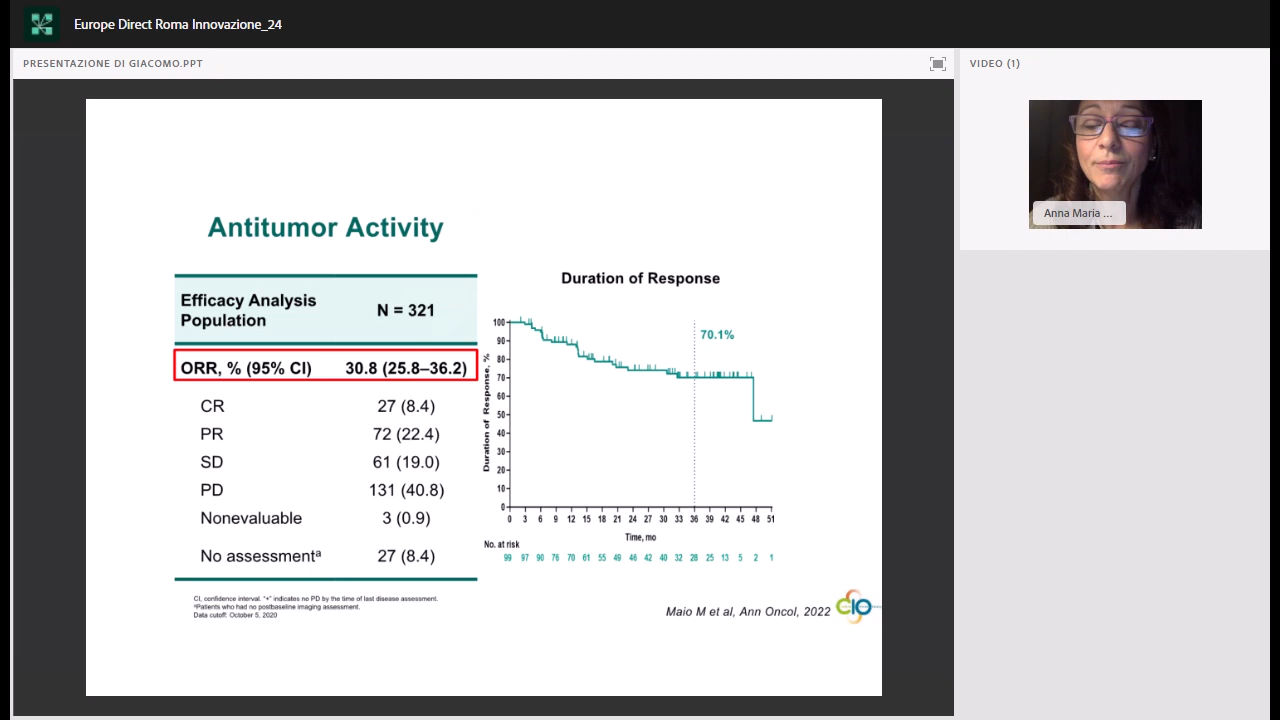 Europe Direct Roma Innovazione_24
PRESENTAZIONE DI GIACOMO.PPT
VIDEO (1)
Anna Maria ...
Antitumor Activity
Efficacy Analysis
Population
N = 321
ORR, % (95% CI) 30.8 (25.8–36.2)
CR 27 (8.4)
PR 72 (22.4)
SD 61 (19.0)
PD 131 (40.8)
Nonevaluable 3 (0.9)
No assessmentᵃ 27 (8.4)
CI, confidence interval. "+" indicates no PD by the time of last disease assessment.
ᵃPatients who had no postbaseline imaging assessment.
Data cutoff: October 5, 2020
Duration of Response
Duration of Response, %
100
90
80
70
60
50
40
30
20
10
0
70.1%
0 3 6 9 12 15 18 21 24 27 30 33 36 39 42 45 48 51
Time, mo
No. at risk
99 97 90 76 70 61 55 49 46 42 40 32 28 25 13 5 2 1
Maio M et al, Ann Oncol, 2022
CIO